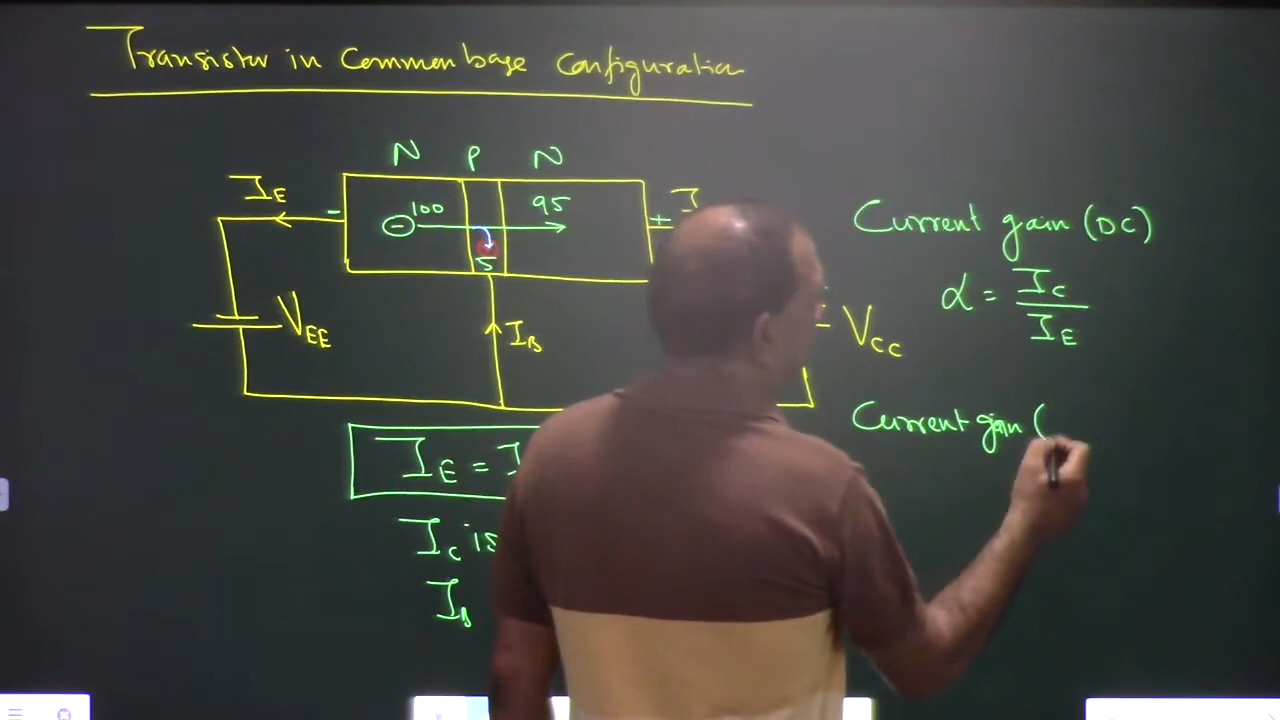 Transistor in Common base Configuration
N P N
I_E
- 100 95 + I
-
5
V_EE
I_B
V_CC
I_E = I
I_C is
I_B
Current gain (DC)
α = I_C / I_E
Current gain (